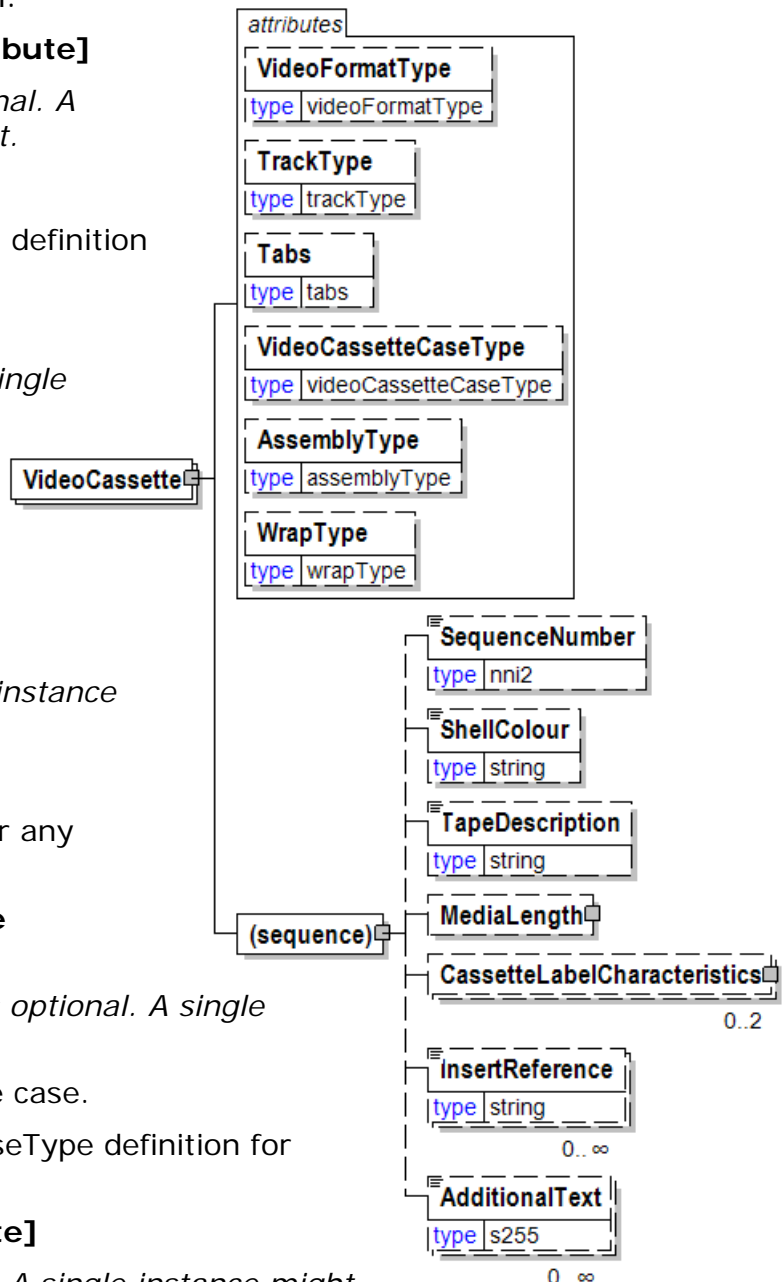 bute]
nal. A
t.
definition
ingle
instance
r any
e
optional. A single
e case.
seType definition for
te]
A single instance might
attributes
VideoFormatType
type videoFormatType
TrackType
type trackType
Tabs
type tabs
VideoCassetteCaseType
type videoCassetteCaseType
AssemblyType
type assemblyType
WrapType
type wrapType
VideoCassette
(sequence)
SequenceNumber
type nni2
ShellColour
type string
TapeDescription
type string
MediaLength
CassetteLabelCharacteristics
0..2
InsertReference
type string
0..∞
AdditionalText
type s255
0..∞